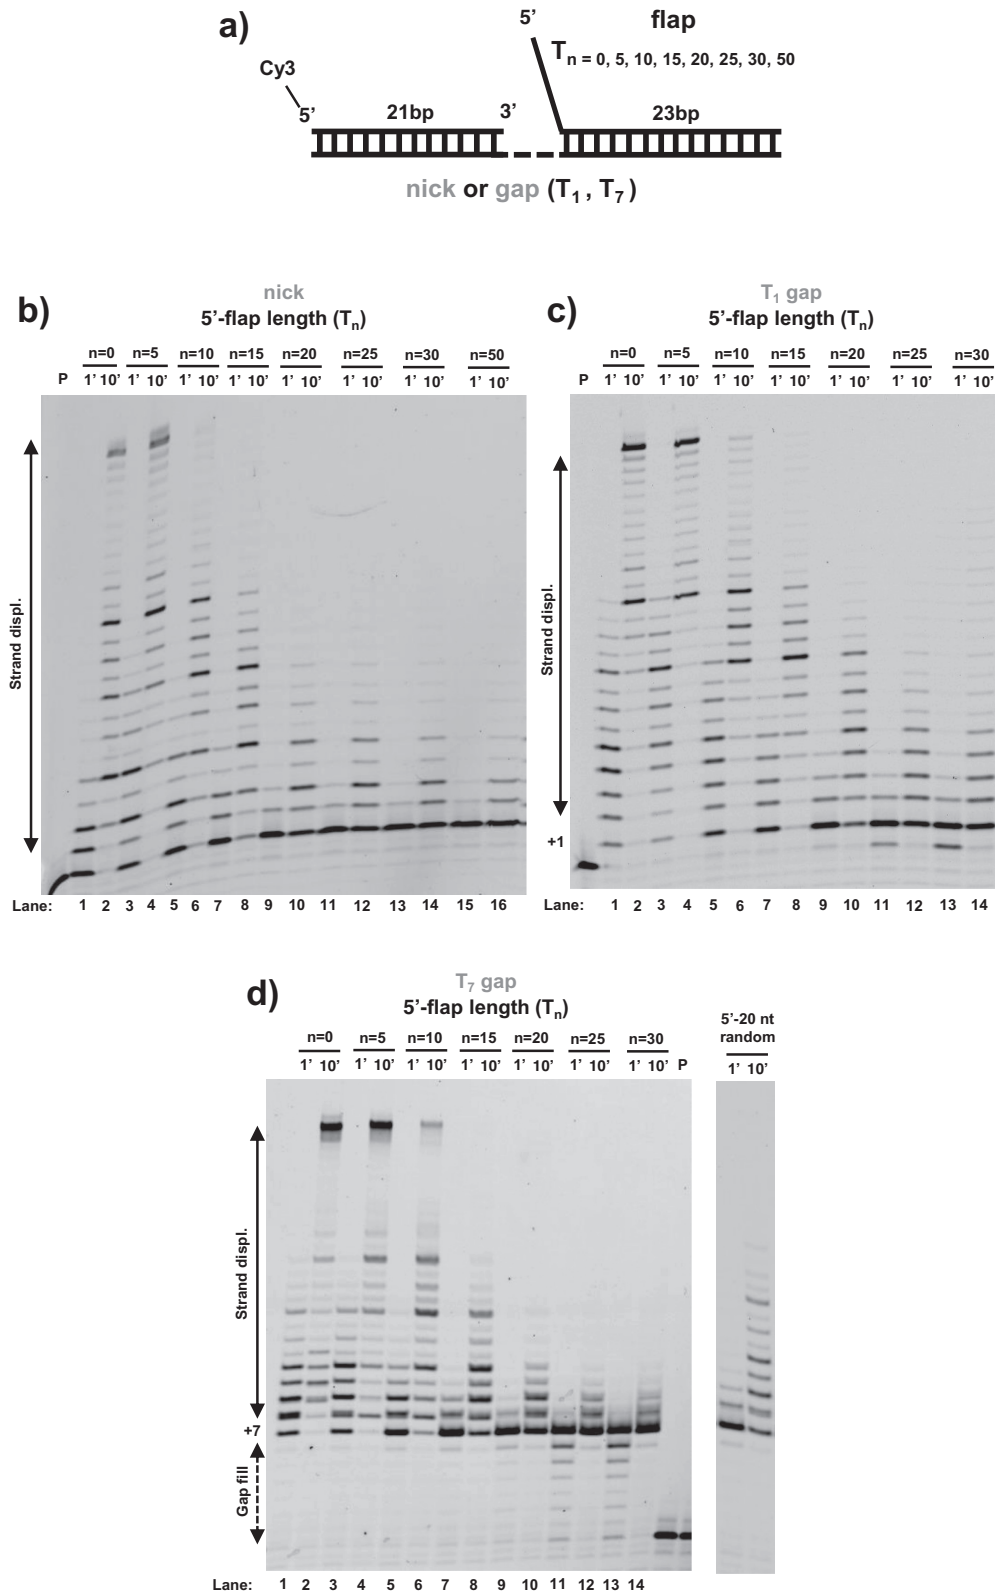 a)
5’ flap
Tn = 0, 5, 10, 15, 20, 25, 30, 50
Cy3
5’ 21bp 3’ 23bp
nick or gap (T1 , T7 )
b)
nick
5’-flap length (Tn)
n=0 n=5 n=10 n=15 n=20 n=25 n=30 n=50
P 1’ 10’ 1’ 10’ 1’ 10’ 1’ 10’ 1’ 10’ 1’ 10’ 1’ 10’ 1’ 10’
Strand displ.
Lane: 1 2 3 4 5 6 7 8 9 10 11 12 13 14 15 16
c)
T1 gap
5’-flap length (Tn)
n=0 n=5 n=10 n=15 n=20 n=25 n=30
P 1’ 10’ 1’ 10’ 1’ 10’ 1’ 10’ 1’ 10’ 1’ 10’ 1’ 10’
Strand displ.
+1
Lane: 1 2 3 4 5 6 7 8 9 10 11 12 13 14
d)
T7 gap
5’-flap length (Tn)
n=0 n=5 n=10 n=15 n=20 n=25 n=30
1’ 10’ 1’ 10’ 1’ 10’ 1’ 10’ 1’ 10’ 1’ 10’ 1’ 10’ P
Strand displ.
+7
Gap fill
Lane: 1 2 3 4 5 6 7 8 9 10 11 12 13 14
5’-20 nt
random
1’ 10’